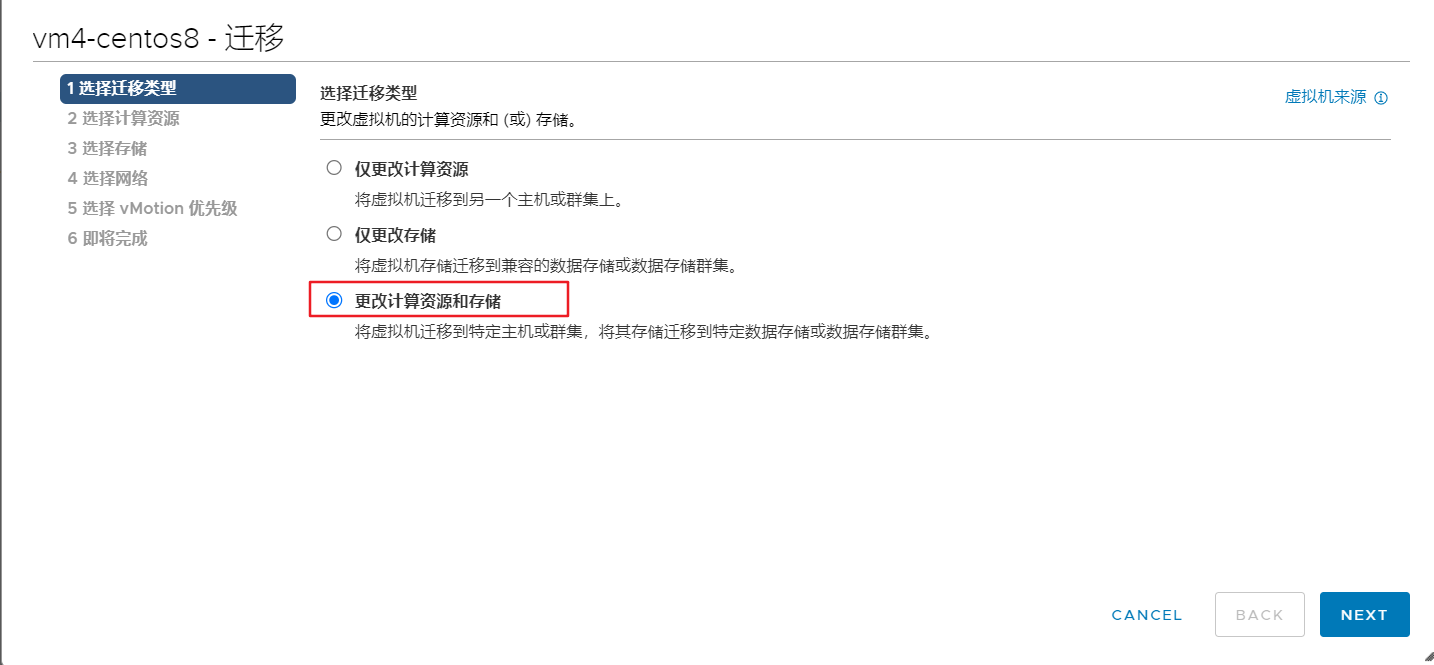 vm4-centos8 - 迁移
1 选择迁移类型
2 选择计算资源
3 选择存储
4 选择网络
5 选择 vMotion 优先级
6 即将完成
选择迁移类型
更改虚拟机的计算资源和 (或) 存储。
虚拟机来源
仅更改计算资源
将虚拟机迁移到另一个主机或群集上。
仅更改存储
将虚拟机存储迁移到兼容的数据存储或数据存储群集。
更改计算资源和存储
将虚拟机迁移到特定主机或群集，将其存储迁移到特定数据存储或数据存储群集。
CANCEL
BACK
NEXT